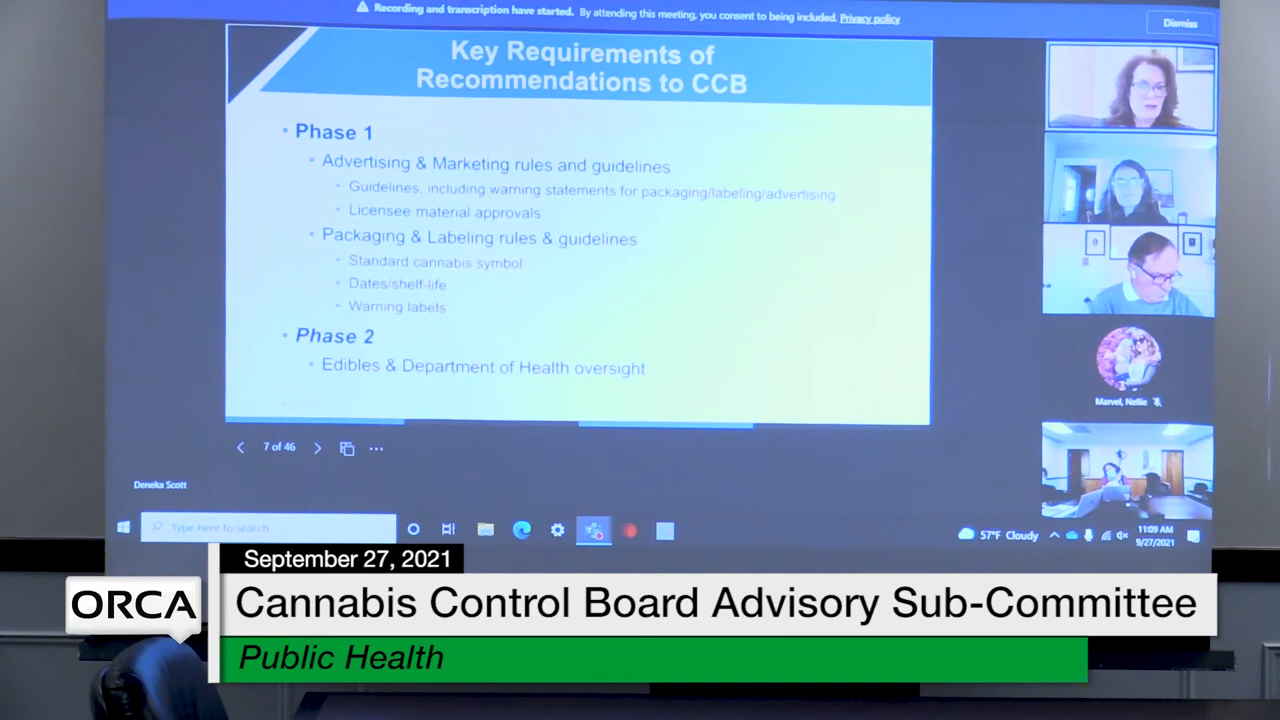 Recording and transcription have started. By attending this meeting, you consent to being included. Privacy policy
Dismiss
Key Requirements of
Recommendations to CCB
• Phase 1
• Advertising & Marketing rules and guidelines
• Guidelines, including warning statements for packaging/labeling/advertising
• Licensee material approvals
• Packaging & Labeling rules & guidelines
• Standard cannabis symbol
• Dates/shelf-life
• Warning labels
• Phase 2
• Edibles & Department of Health oversight
Marvel, Nellie
7 of 46
Deneka Scott
Type here to search
57°F Cloudy
11:09 AM
9/27/2021
September 27, 2021
ORCA
Cannabis Control Board Advisory Sub-Committee
Public Health